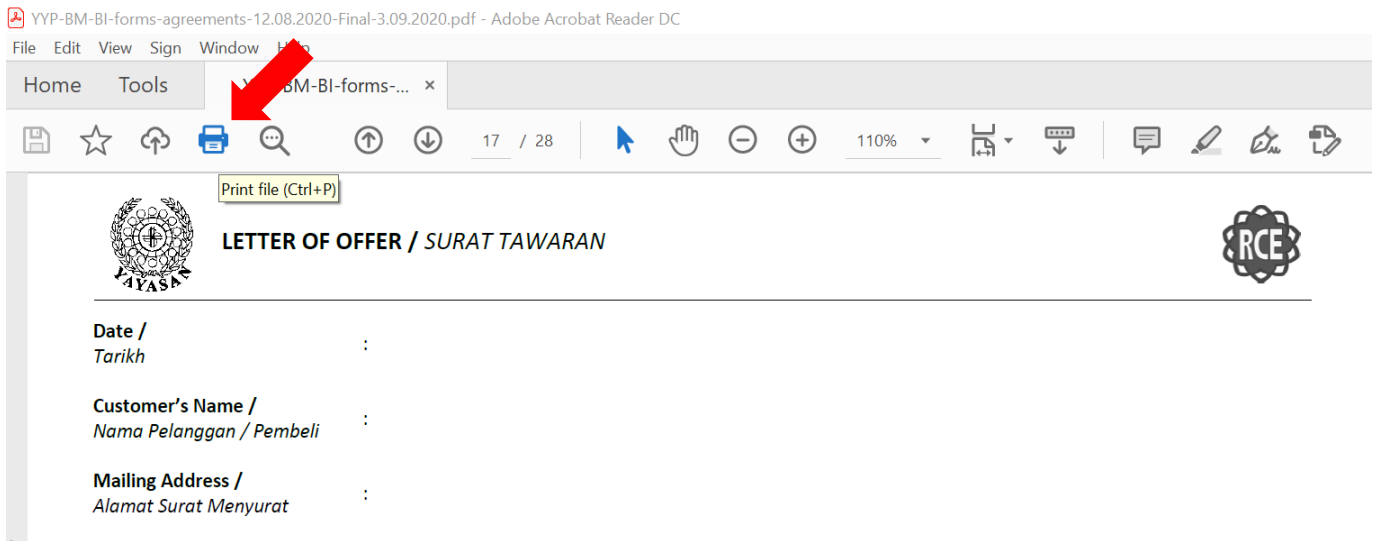 YYP-BM-BI-forms-agreements-12.08.2020-Final-3.09.2020.pdf - Adobe Acrobat Reader DC
File Edit View Sign Window
Home Tools BM-BI-forms-... ×
17 / 28 110%
Print file (Ctrl+P)
YAYASAN
LETTER OF OFFER / SURAT TAWARAN
RCE
Date /
Tarikh :
Customer's Name /
Nama Pelanggan / Pembeli :
Mailing Address /
Alamat Surat Menyurat :